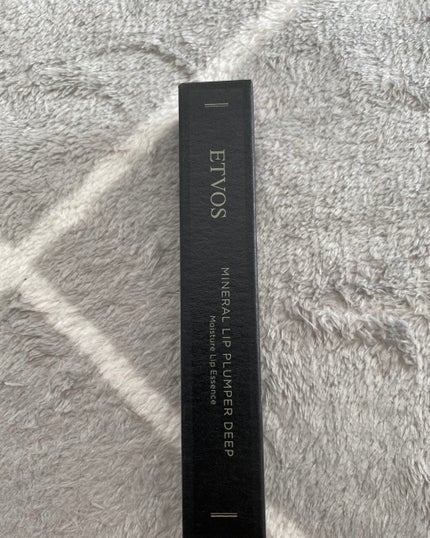 ETVOS
MINERAL LIP PLUMPER DEEP
Moisture Lip Essence